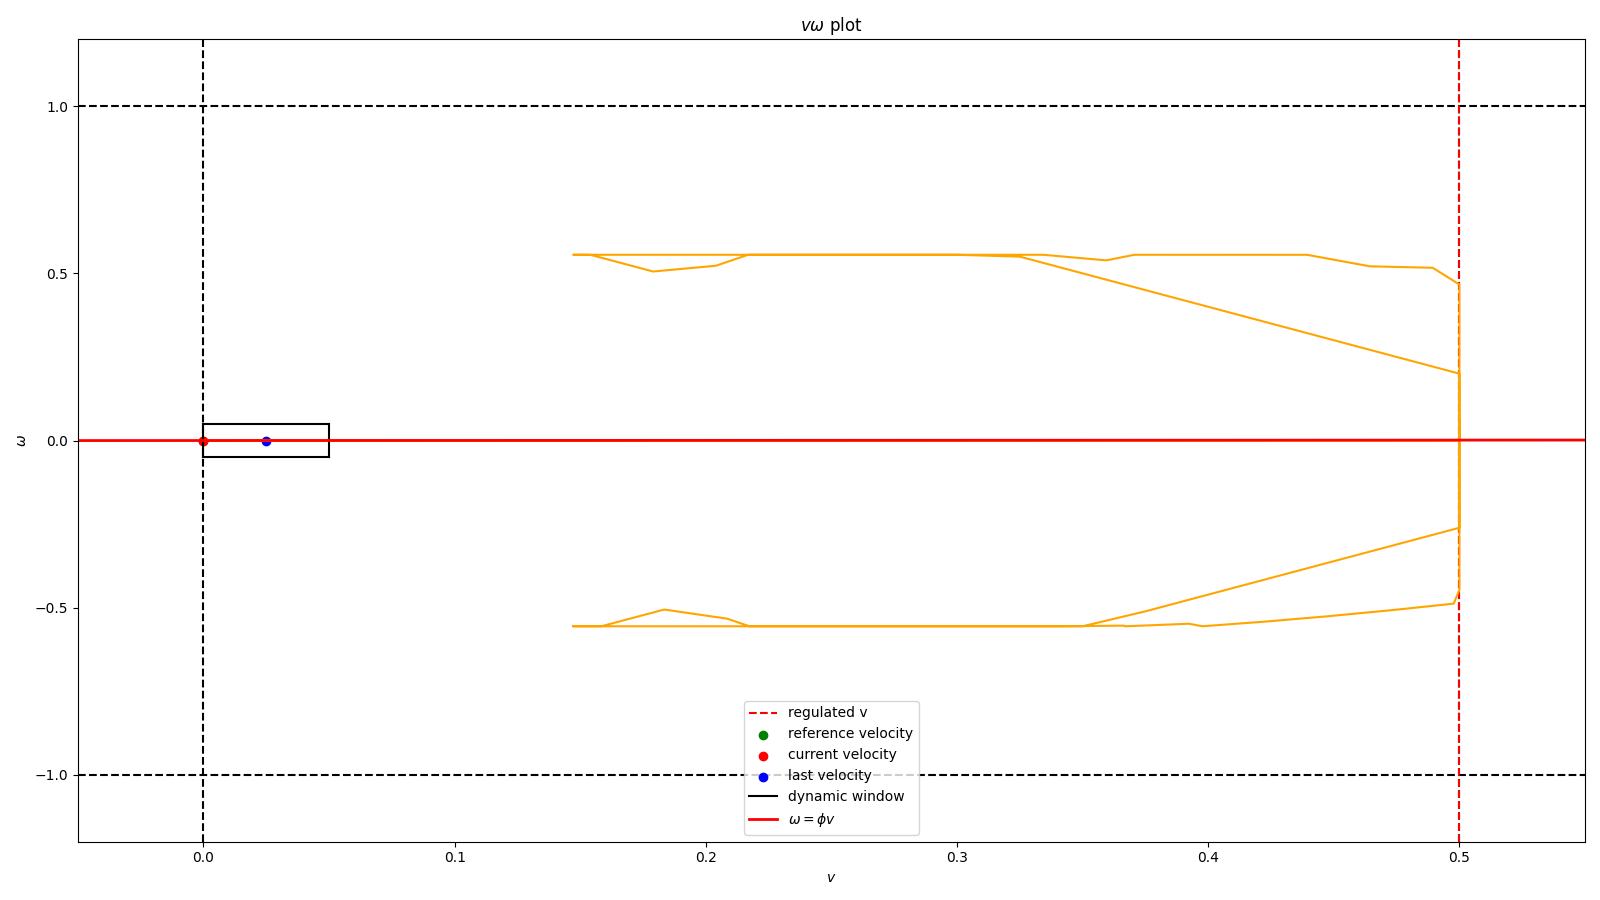 vω plot
1.0
0.5
0.0
−0.5
−1.0
ω
regulated v
reference velocity
current velocity
last velocity
dynamic window
ω = ϕv
0.0 0.1 0.2 0.3 0.4 0.5
v